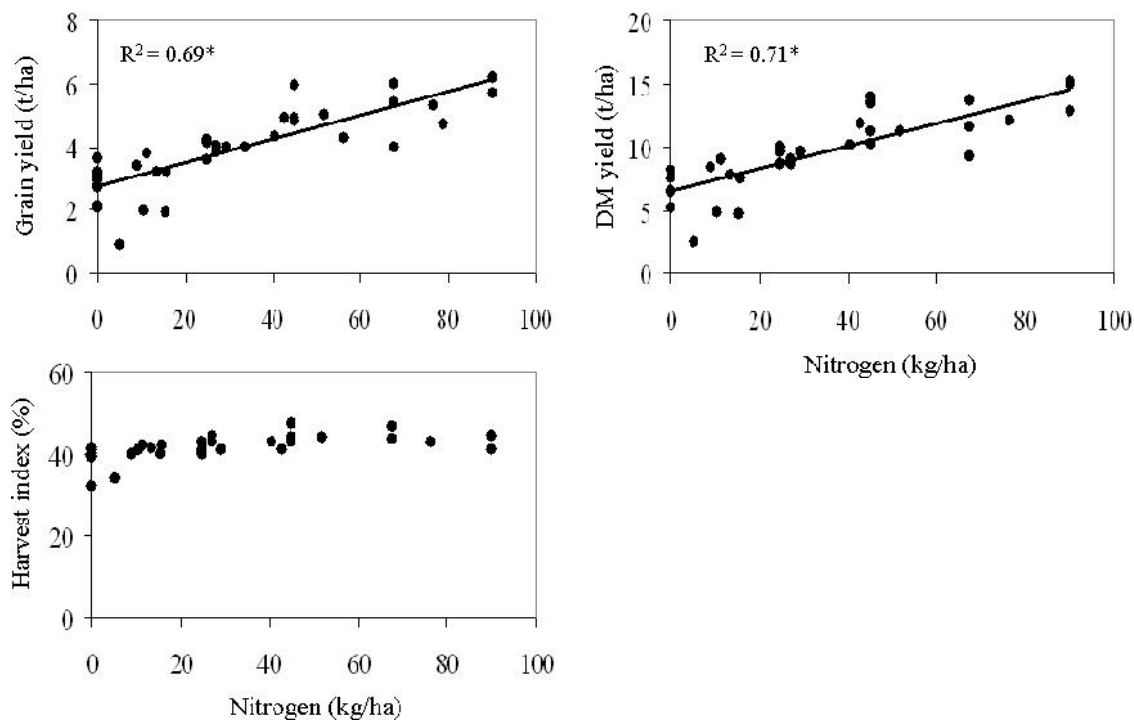 Grain yield (t/ha)
8
6
4
2
0
R² = 0.69*
0 20 40 60 80 100
DM yield (t/ha)
20
15
10
5
0
R² = 0.71*
0 20 40 60 80 100
Nitrogen (kg/ha)
Harvest index (%)
60
40
20
0
0 20 40 60 80 100
Nitrogen (kg/ha)